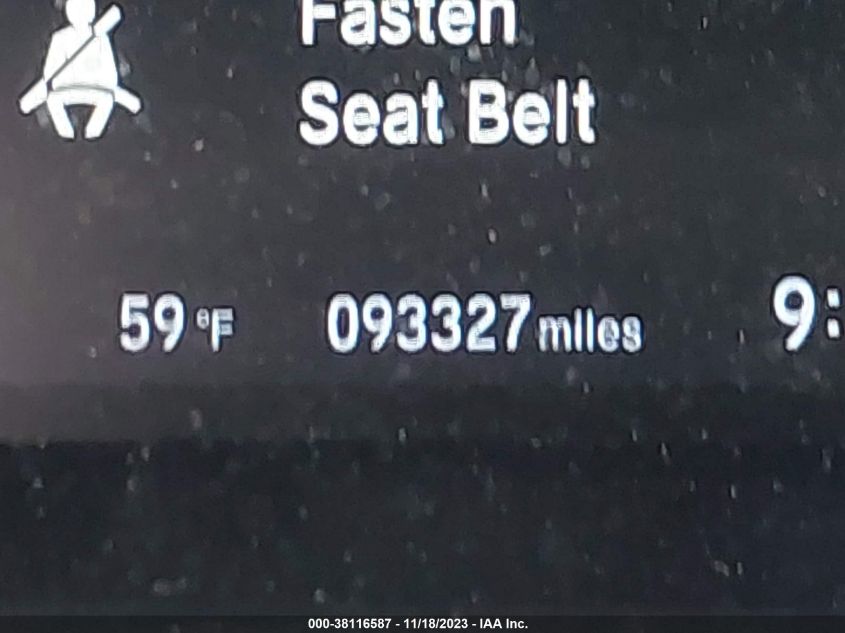 Fasten
Seat Belt
59 °F 093327 miles 9:
000-38116587 - 11/18/2023 - IAA Inc.